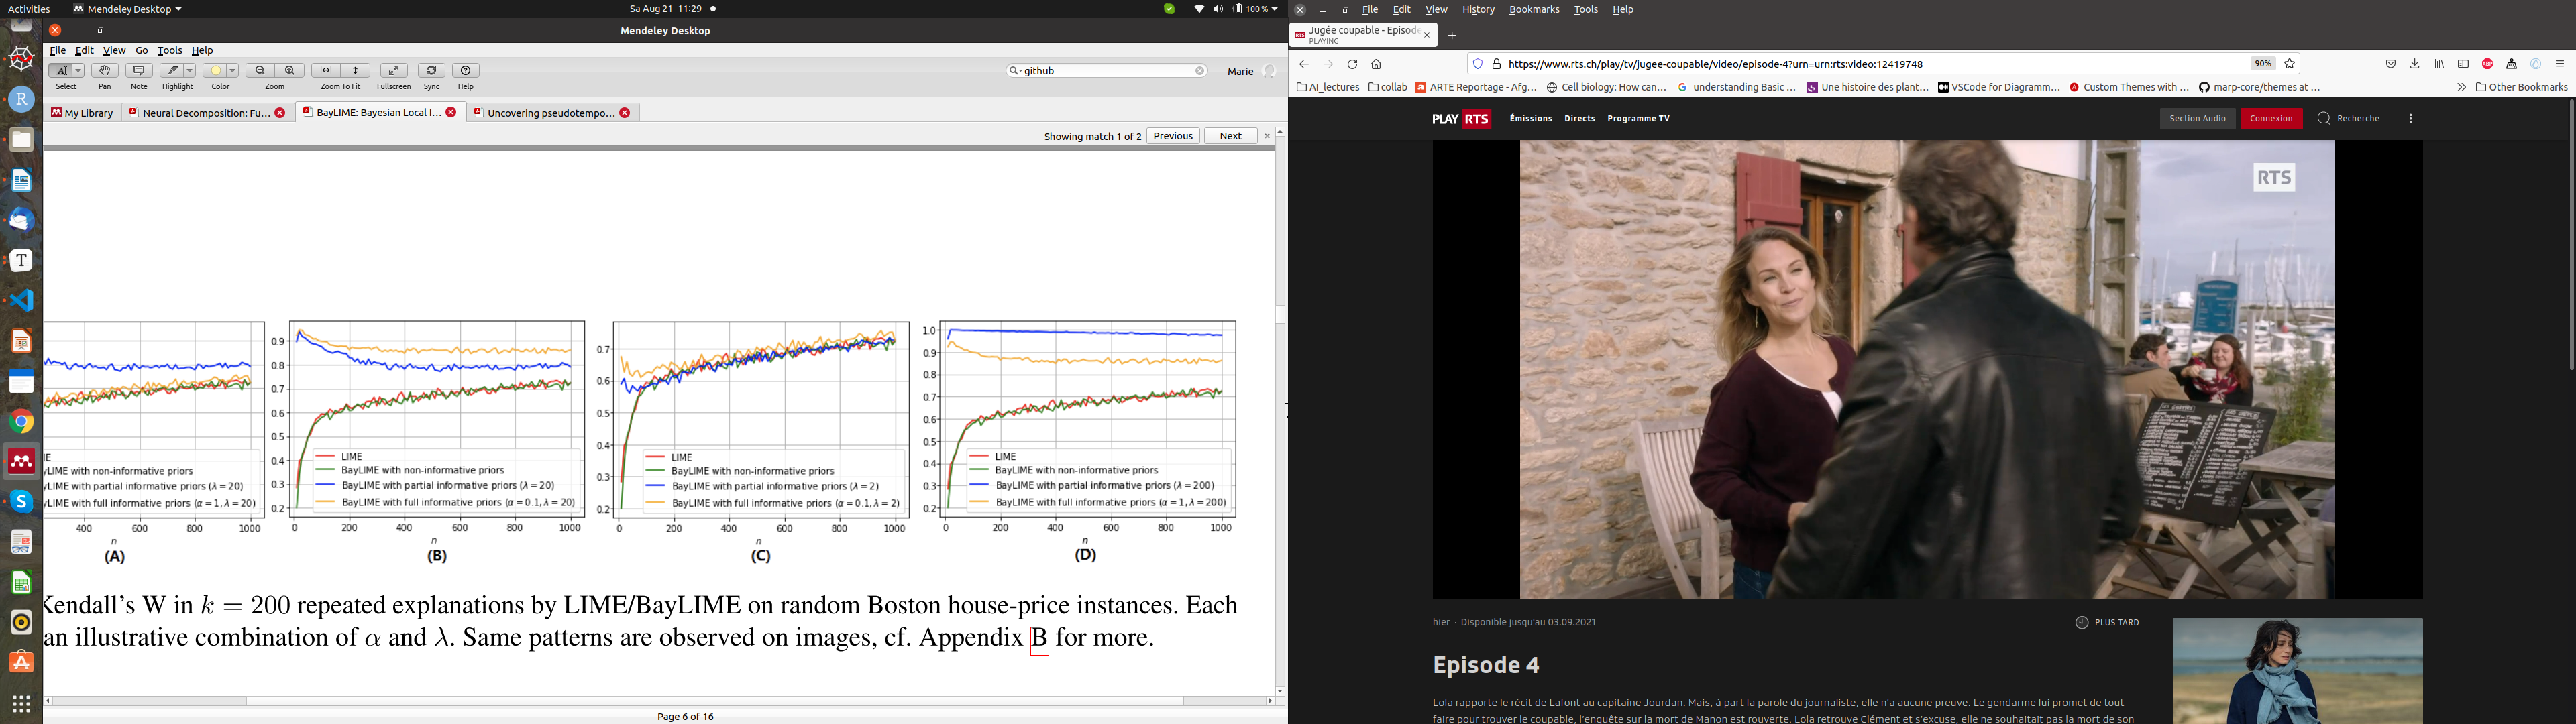 Activities
Mendeley Desktop
Sa Aug 21 11:29
100 %
Mendeley Desktop
File Edit View Go Tools Help
github
Marie
Select Pan Note Highlight Color Zoom Zoom To Fit Fullscreen Sync Help
My Library
Neural Decomposition: Fu…
BayLIME: Bayesian Local I…
Uncovering pseudotempo…
Showing match 1 of 2 Previous Next
400 600 800 1000
n
(A)
IE
yLIME with non-informative priors
yLIME with partial informative priors (λ = 20)
yLIME with full informative priors (α = 1, λ = 20)
0.9
0.8
0.7
0.6
0.5
0.4
0.3
0.2
LIME
BayLIME with non-informative priors
BayLIME with partial informative priors (λ = 20)
BayLIME with full informative priors (α = 0.1, λ = 20)
0 200 400 600 800 1000
n
(B)
0.7
0.6
0.5
0.4
0.3
0.2
LIME
BayLIME with non-informative priors
BayLIME with partial informative priors (λ = 2)
BayLIME with full informative priors (α = 0.1, λ = 2)
0 200 400 600 800 1000
n
(C)
1.0
0.9
0.8
0.7
0.6
0.5
0.4
0.3
0.2
LIME
BayLIME with non-informative priors
BayLIME with partial informative priors (λ = 200)
BayLIME with full informative priors (α = 1, λ = 200)
0 200 400 600 800 1000
n
(D)
Kendall's W in k = 200 repeated explanations by LIME/BayLIME on random Boston house-price instances. Each
an illustrative combination of α and λ. Same patterns are observed on images, cf. Appendix B for more.
Page 6 of 16
File Edit View History Bookmarks Tools Help
RTS Jugée coupable - Episode
PLAYING
https://www.rts.ch/play/tv/jugee-coupable/video/episode-4?urn=urn:rts:video:12419748
90%
AI_lectures
collab
ARTE Reportage - Afg…
Cell biology: How can…
understanding Basic …
Une histoire des plant…
VSCode for Diagramm…
Custom Themes with …
marp-core/themes at …
Other Bookmarks
PLAY RTS Émissions Directs Programme TV
Section Audio Connexion Recherche
RTS
hier · Disponible jusqu'au 03.09.2021
PLUS TARD
Episode 4
Lola rapporte le récit de Lafont au capitaine Jourdan. Mais, à part la parole du journaliste, elle n'a aucune preuve. Le gendarme lui promet de tout
faire pour trouver le coupable, l'enquête sur la mort de Manon est rouverte. Lola retrouve Clément et s'excuse, elle ne souhaitait pas la mort de son